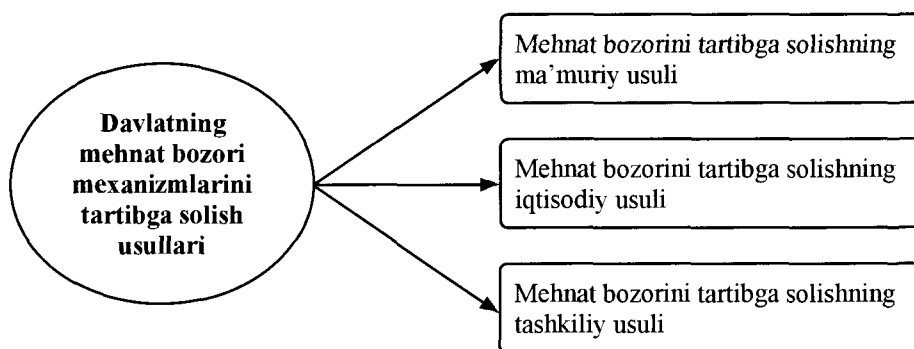 Davlatning
mehnat bozori
mexanizmlarini
tartibga solish
usullari
Mehnat bozorini tartibga solishning
ma’muriy usuli
Mehnat bozorini tartibga solishning
iqtisodiy usuli
Mehnat bozorini tartibga solishning
tashkiliy usuli